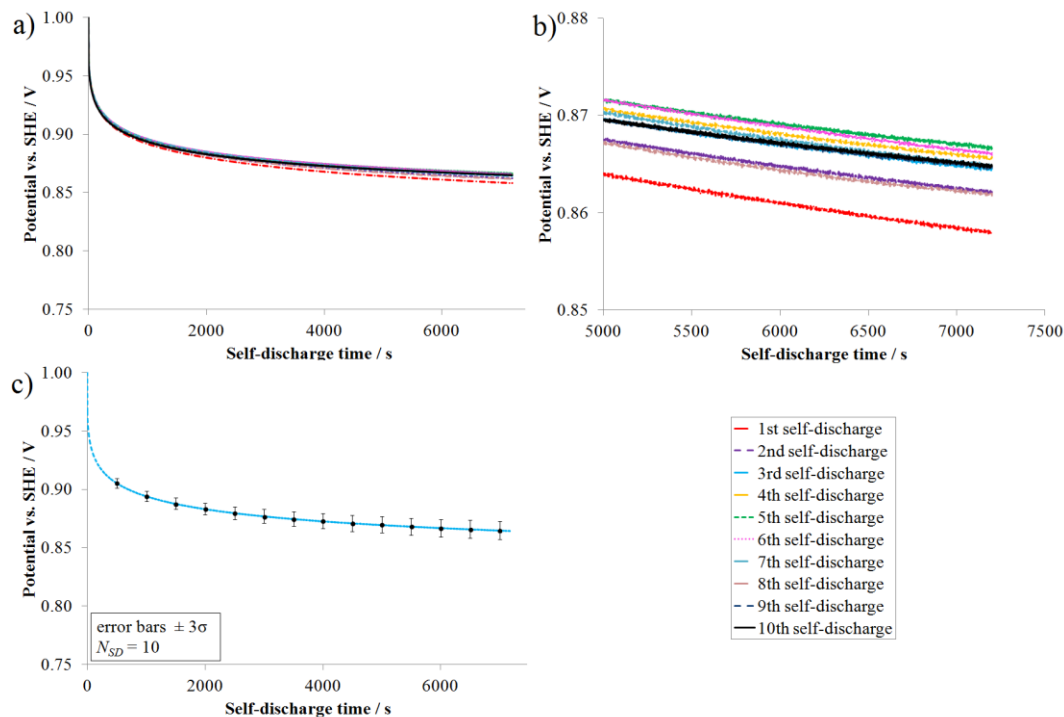 a)
1.00
0.95
0.90
0.85
0.80
0.75
Potential vs. SHE / V
0
2000
4000
6000
Self-discharge time / s
b)
0.88
0.87
0.86
0.85
Potential vs. SHE / V
5000
5500
6000
6500
7000
7500
Self-discharge time / s
c)
1.00
0.95
0.90
0.85
0.80
0.75
Potential vs. SHE / V
error bars ± 3σ
N_SD = 10
0
2000
4000
6000
Self-discharge time / s
1st self-discharge
2nd self-discharge
3rd self-discharge
4th self-discharge
5th self-discharge
6th self-discharge
7th self-discharge
8th self-discharge
9th self-discharge
10th self-discharge